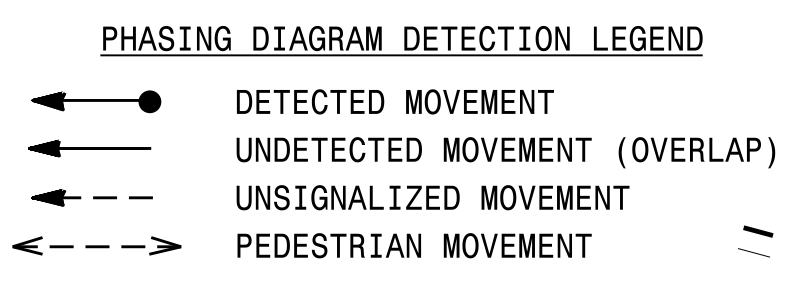 PHASING DIAGRAM DETECTION LEGEND
DETECTED MOVEMENT
UNDETECTED MOVEMENT (OVERLAP)
UNSIGNALIZED MOVEMENT
PEDESTRIAN MOVEMENT